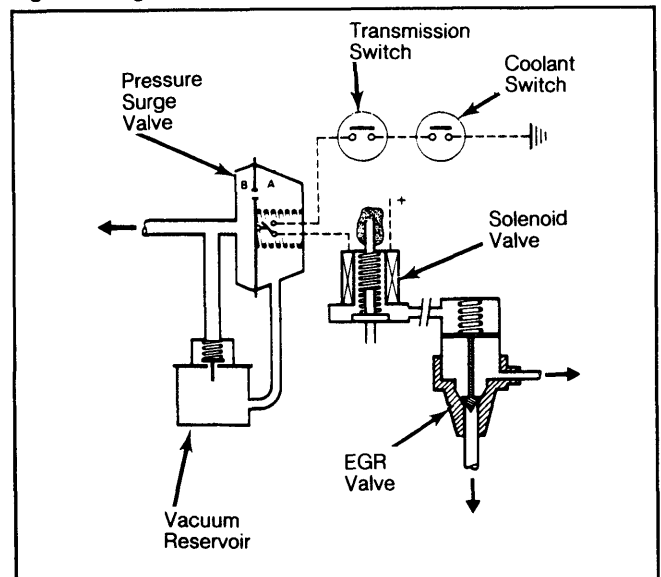 Transmission
Switch
Coolant
Switch
Pressure
Surge
Valve
B A
+
Solenoid
Valve
EGR
Valve
Vacuum
Reservoir